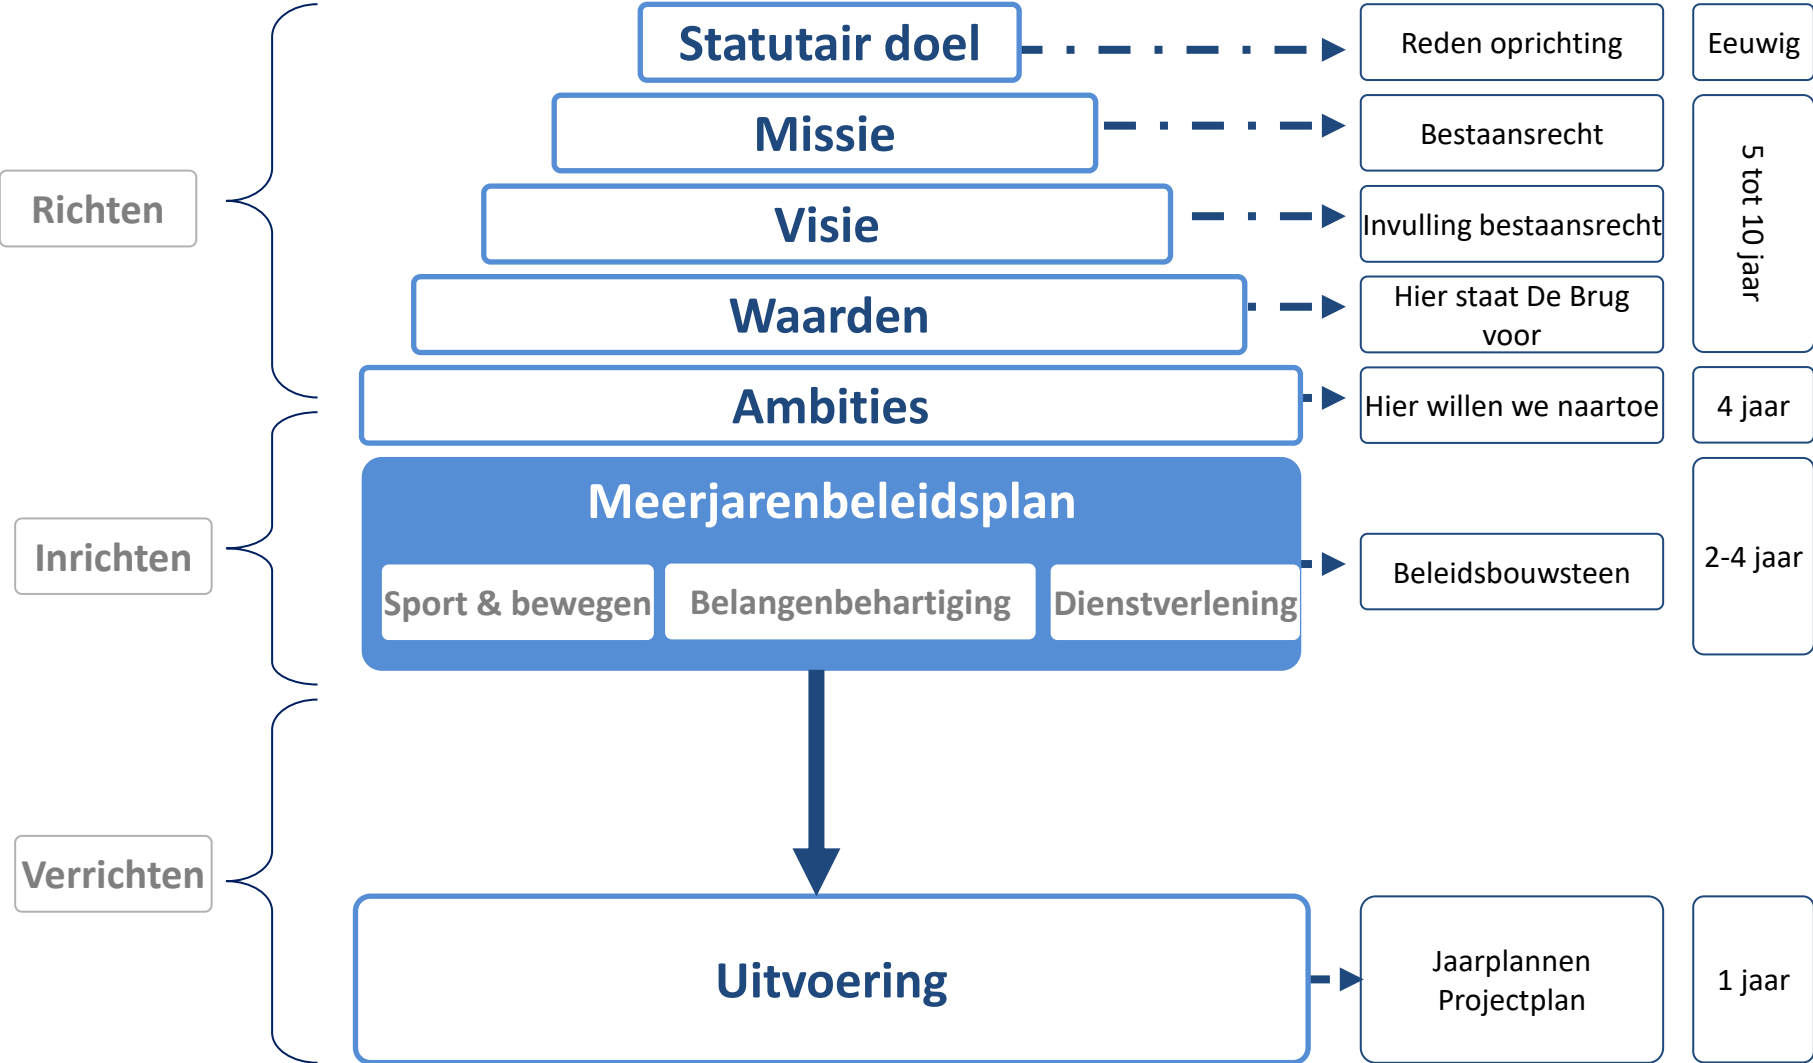 Statutair doel
Reden oprichting
Eeuwig
Missie
Bestaansrecht
5 tot 10 jaar
Richten
Visie
Invulling bestaansrecht
Waarden
Hier staat De Brug
voor
Ambities
Hier willen we naartoe
4 jaar
Meerjarenbeleidsplan
Inrichten
Sport & bewegen
Belangenbehartiging
Dienstverlening
Beleidsbouwsteen
2-4 jaar
Verrichten
Uitvoering
Jaarplannen
Projectplan
1 jaar